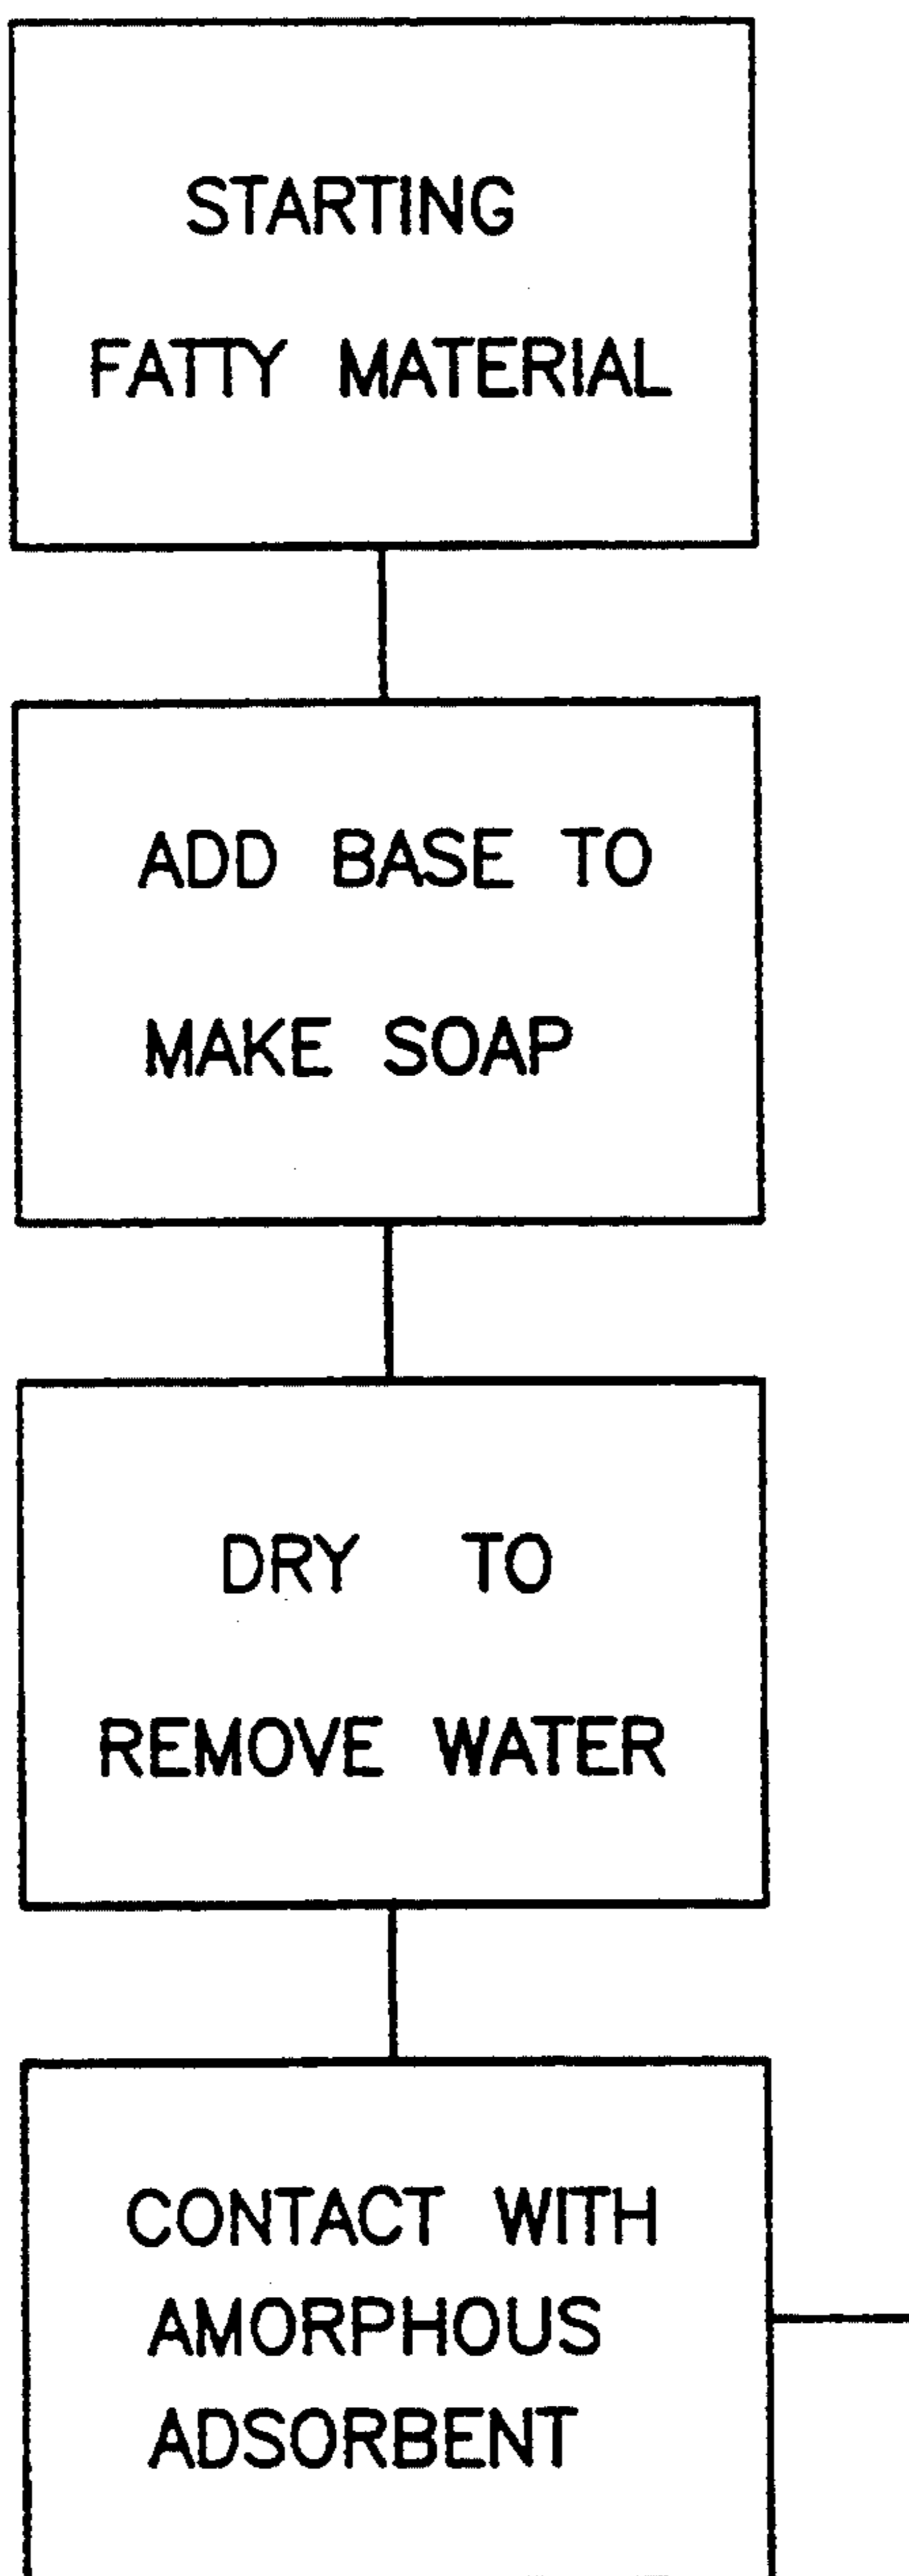 STARTING
FATTY MATERIAL
ADD BASE TO
MAKE SOAP
DRY TO
REMOVE WATER
CONTACT WITH
AMORPHOUS
ADSORBENT